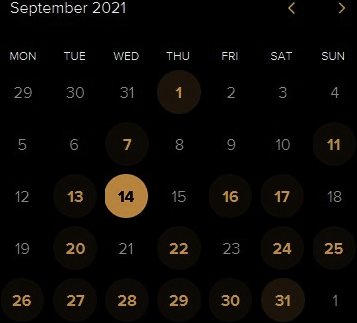 September 2021
MON TUE WED THU FRI SAT SUN
29 30 31 1 2 3 4
5 6 7 8 9 10 11
12 13 14 15 16 17 18
19 20 21 22 23 24 25
26 27 28 29 30 31 1